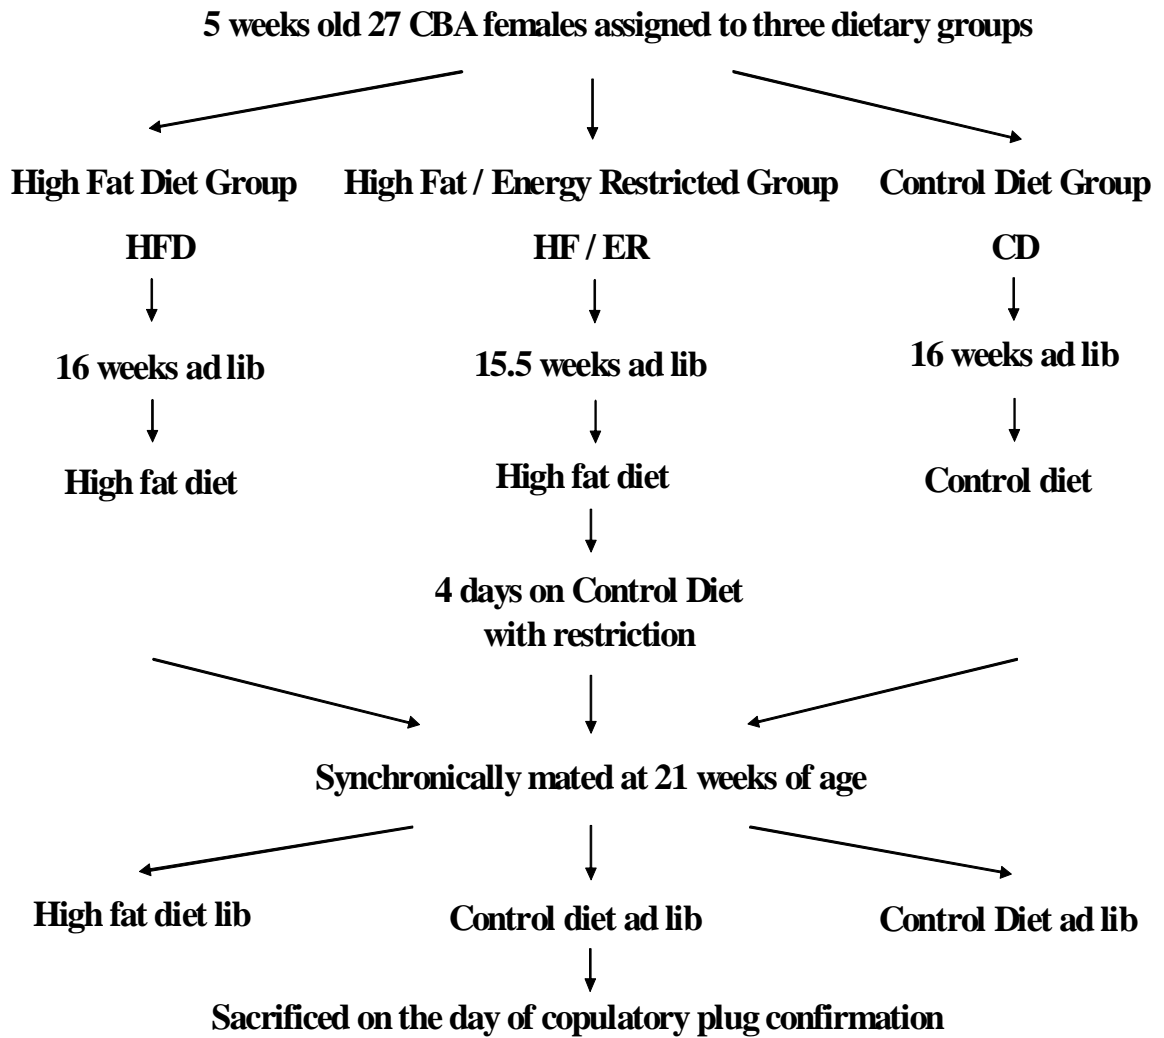 5 weeks old 27 CBA females assigned to three dietary groups
High Fat Diet Group
High Fat / Energy Restricted Group
Control Diet Group
HFD
HF / ER
CD
16 weeks ad lib
15.5 weeks ad lib
16 weeks ad lib
High fat diet
High fat diet
Control diet
4 days on Control Diet
with restriction
Synchronically mated at 21 weeks of age
High fat diet lib
Control diet ad lib
Control Diet ad lib
Sacrificed on the day of copulatory plug confirmation